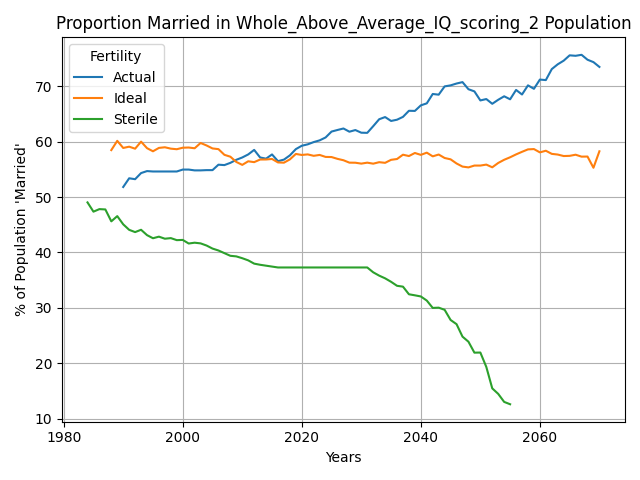 Proportion Married in Whole_Above_Average_IQ_scoring_2 Population
Fertility
Actual
Ideal
Sterile
% of Population 'Married'
70
60
50
40
30
20
10
1980 2000 2020 2040 2060
Years